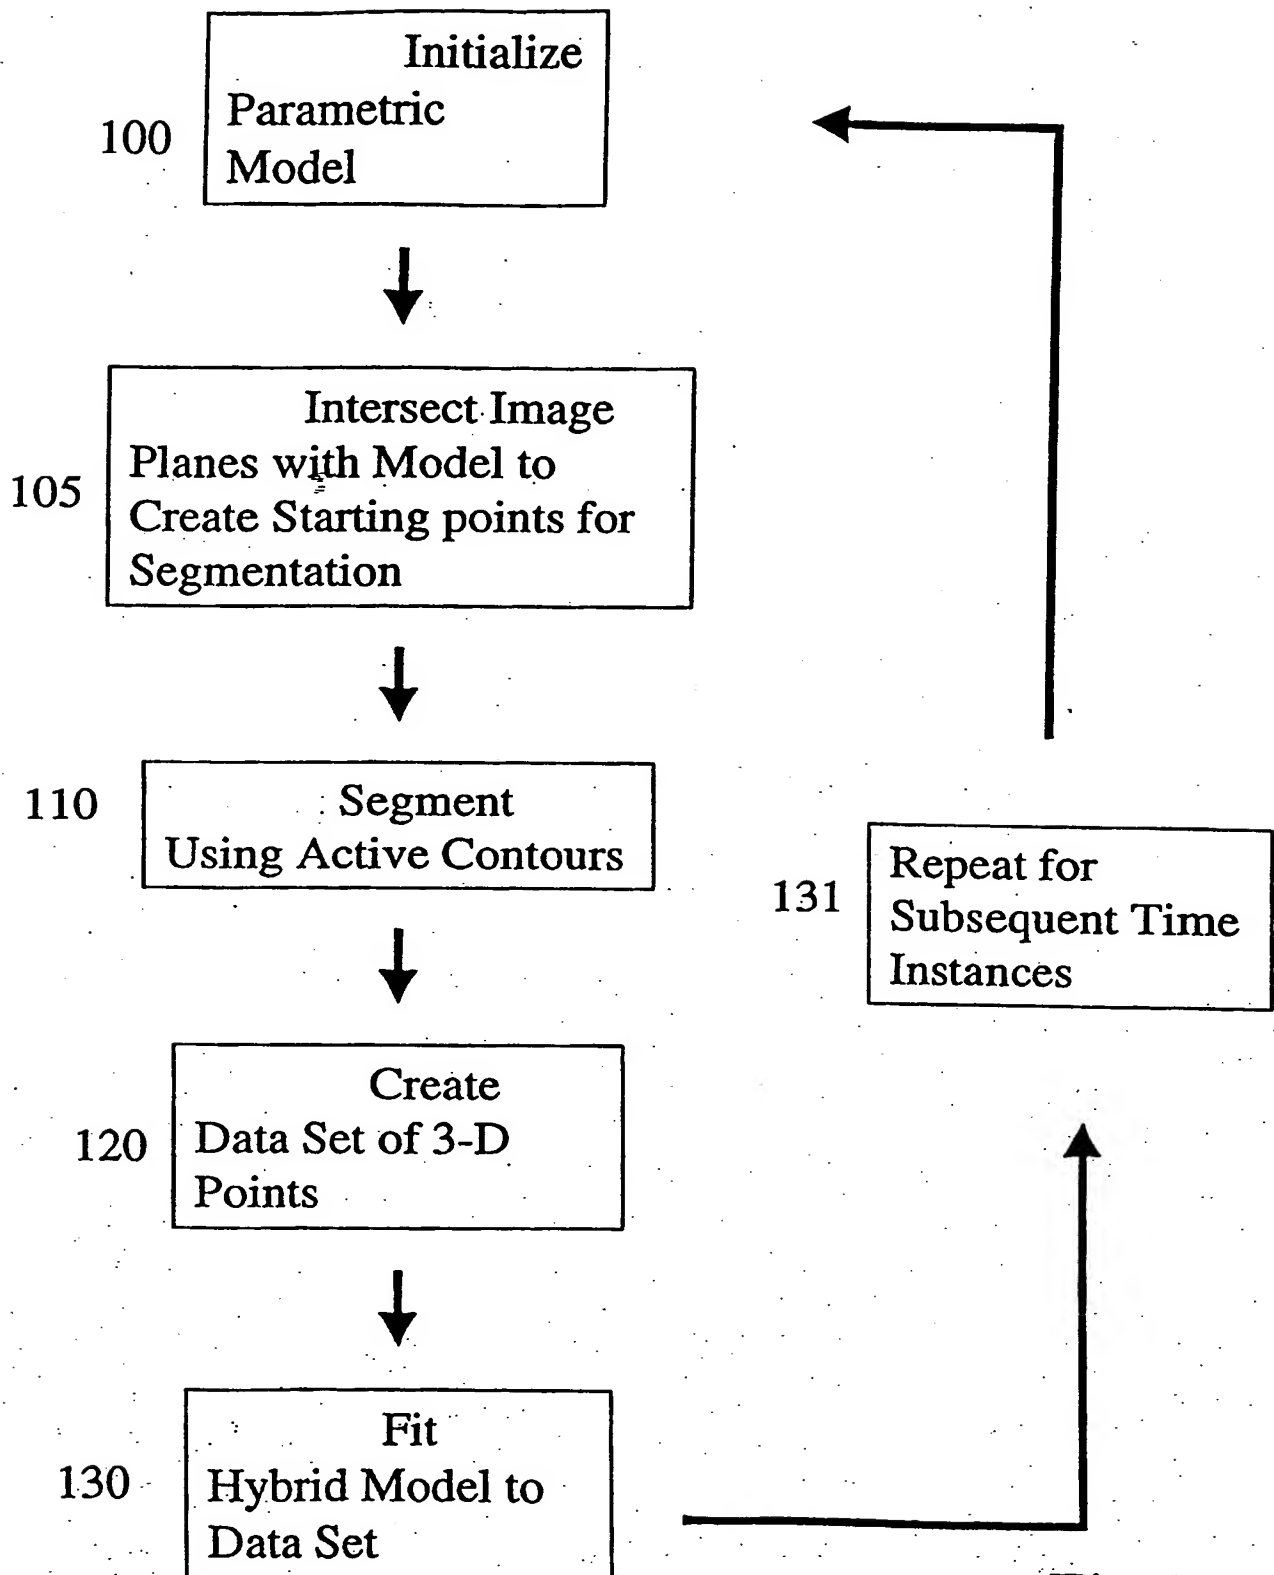 Initialize
Parametric
Model
100
Intersect Image
Planes with Model to
Create Starting points for
Segmentation
105
Segment
Using Active Contours
110
Create
Data Set of 3-D
Points
120
Fit
Hybrid Model to
Data Set
130
Repeat for
Subsequent Time
Instances
131